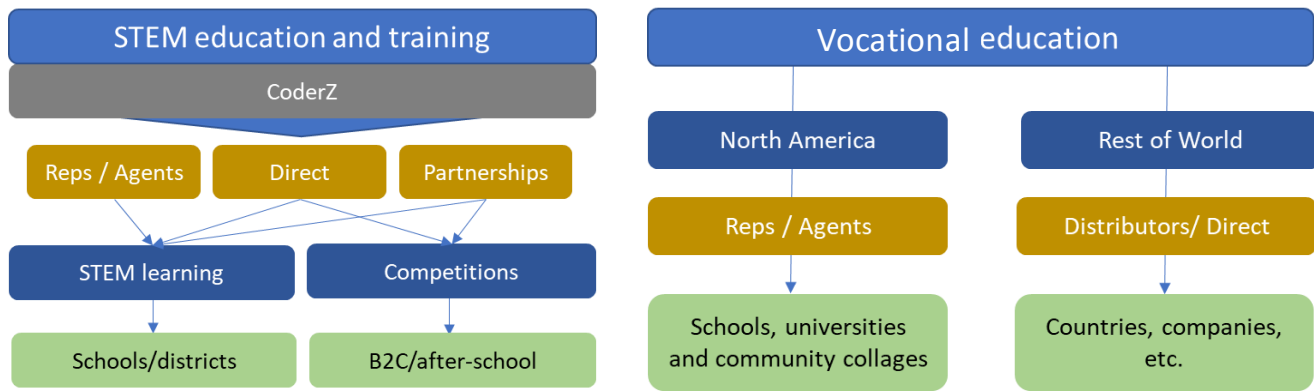 STEM education and training
CoderZ
Reps / Agents
Direct
Partnerships
STEM learning
Competitions
Schools/districts
B2C/after-school
Vocational education
North America
Rest of World
Reps / Agents
Distributors/ Direct
Schools, universities
and community collages
Countries, companies,
etc.